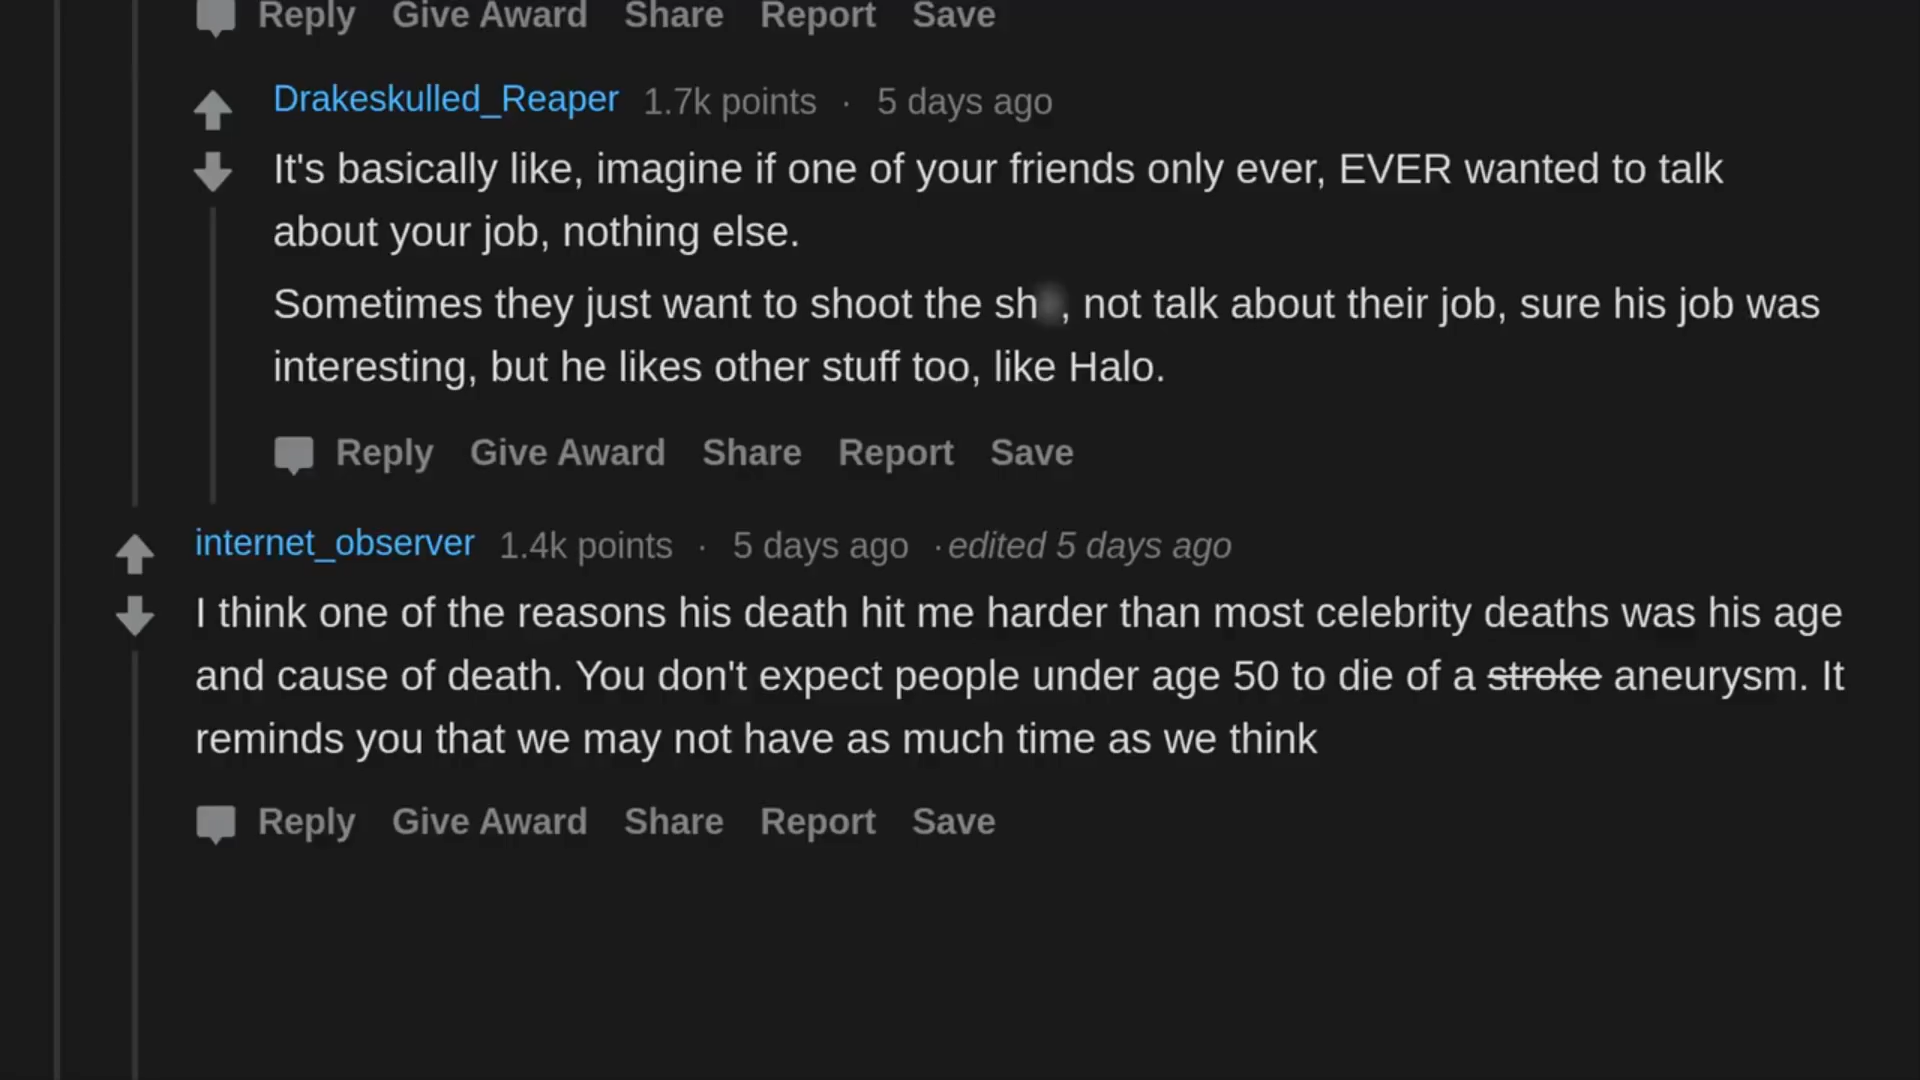 Reply Give Award Share Report Save
Drakeskulled_Reaper 1.7k points · 5 days ago
It's basically like, imagine if one of your friends only ever, EVER wanted to talk
about your job, nothing else.
Sometimes they just want to shoot the sh , not talk about their job, sure his job was
interesting, but he likes other stuff too, like Halo.
Reply Give Award Share Report Save
internet_observer 1.4k points · 5 days ago · edited 5 days ago
I think one of the reasons his death hit me harder than most celebrity deaths was his age
and cause of death. You don't expect people under age 50 to die of a stroke aneurysm. It
reminds you that we may not have as much time as we think
Reply Give Award Share Report Save